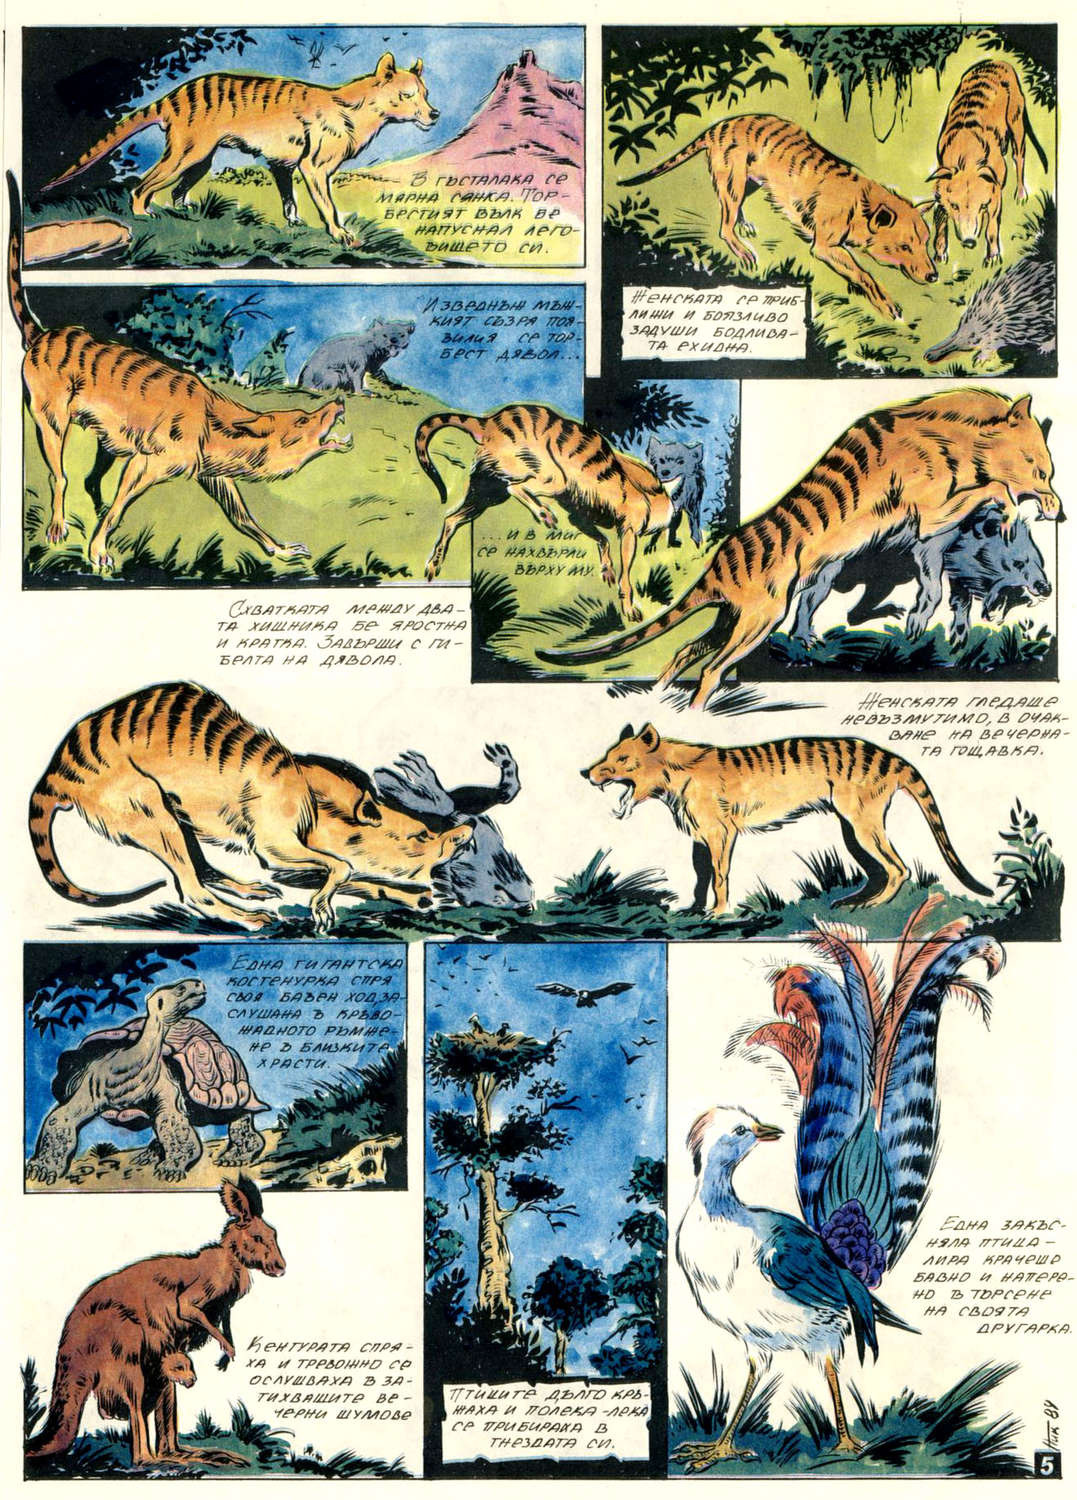 В гъсталака се
мярна сянка. Тор-
бестият вълк бе
напуснал лего-
вището си.
Женската се приб-
лижи и боязливо
задуши бодлива-
та ехидна.
Изведнъж мъж-
кият съзря поя-
вилия се тор-
бест дявол...
...и в миг
се нахвърли
върху му.
Схватката между два-
та хищника бе яростна
и кратка. Завърши с ги-
белта на дявола.
Женската гледаше
невъзмутимо, в очак-
ване на вечерна-
та гощавка.
Една гигантска
костенурка спря
своя бавен ход, за-
слушана в кръво-
жадното ръмже-
не в близките
храсти.
Кенгурата спря-
ха и тревожно се
ослушваха в за-
тихващите ве-
черни шумове
Птиците дълго кръ-
жаха и полека-лека
се прибираха в
гнездата си.
Една закъс-
няла птица-
лира крачеше
бавно и напере-
но в търсене
на своята
другарка.
5